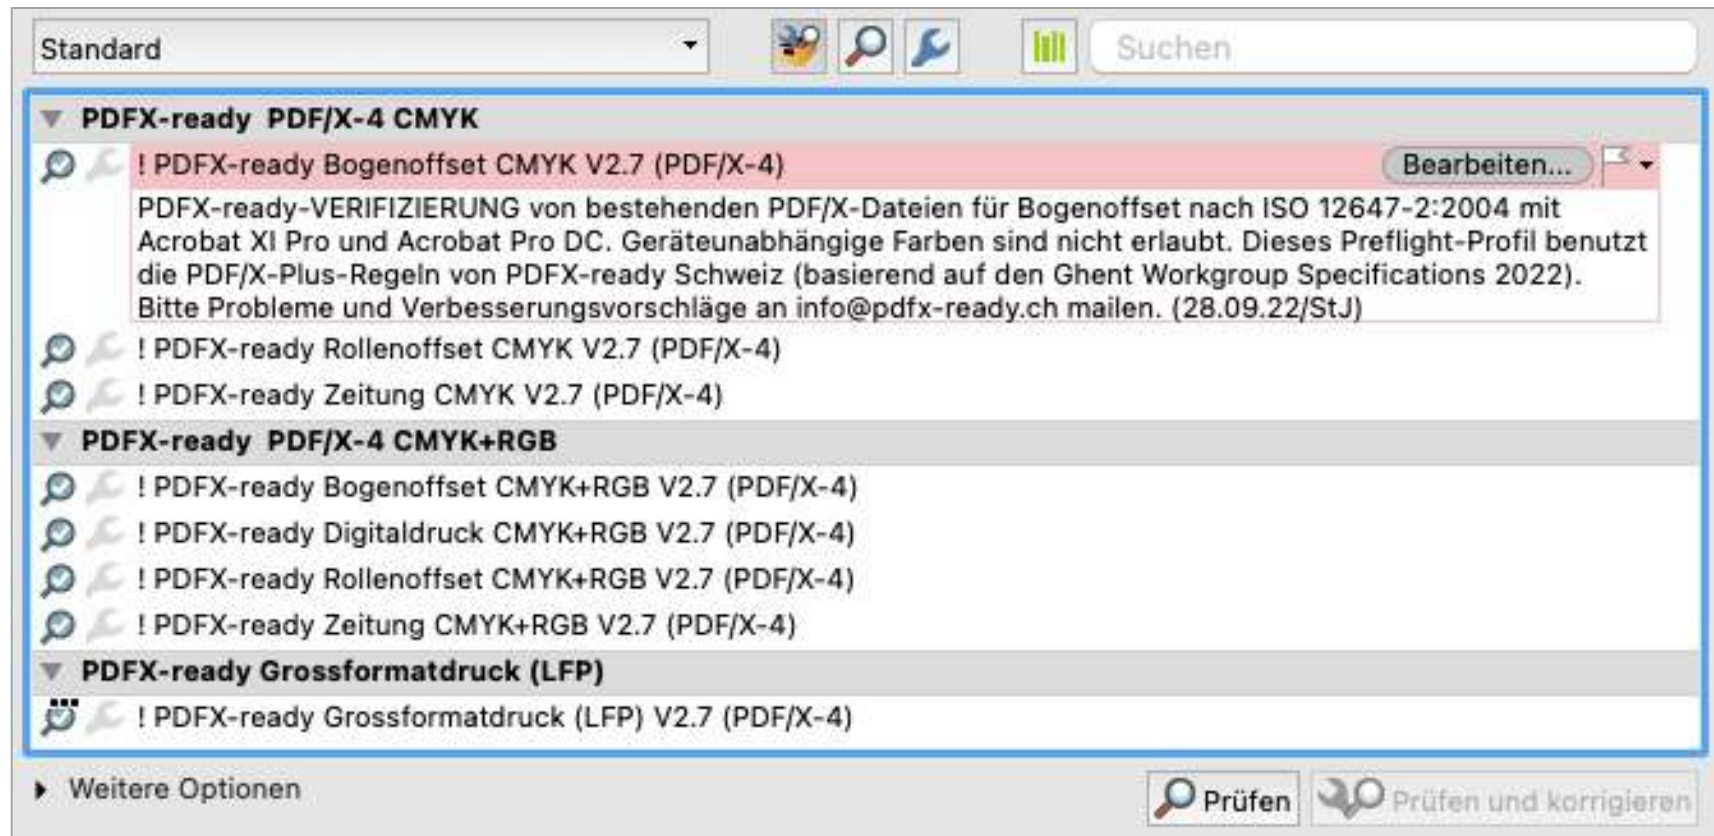 Standard
Suchen
PDFX-ready PDF/X-4 CMYK
! PDFX-ready Bogenoffset CMYK V2.7 (PDF/X-4)
Bearbeiten...
PDFX-ready-VERIFIZIERUNG von bestehenden PDF/X-Dateien für Bogenoffset nach ISO 12647-2:2004 mit
Acrobat XI Pro und Acrobat Pro DC. Geräteunabhängige Farben sind nicht erlaubt. Dieses Preflight-Profil benutzt
die PDF/X-Plus-Regeln von PDFX-ready Schweiz (basierend auf den Ghent Workgroup Specifications 2022).
Bitte Probleme und Verbesserungsvorschläge an info@pdfx-ready.ch mailen. (28.09.22/StJ)
! PDFX-ready Rollenoffset CMYK V2.7 (PDF/X-4)
! PDFX-ready Zeitung CMYK V2.7 (PDF/X-4)
PDFX-ready PDF/X-4 CMYK+RGB
! PDFX-ready Bogenoffset CMYK+RGB V2.7 (PDF/X-4)
! PDFX-ready Digitaldruck CMYK+RGB V2.7 (PDF/X-4)
! PDFX-ready Rollenoffset CMYK+RGB V2.7 (PDF/X-4)
! PDFX-ready Zeitung CMYK+RGB V2.7 (PDF/X-4)
PDFX-ready Grossformatdruck (LFP)
! PDFX-ready Grossformatdruck (LFP) V2.7 (PDF/X-4)
Weitere Optionen
Prüfen
Prüfen und korrigieren